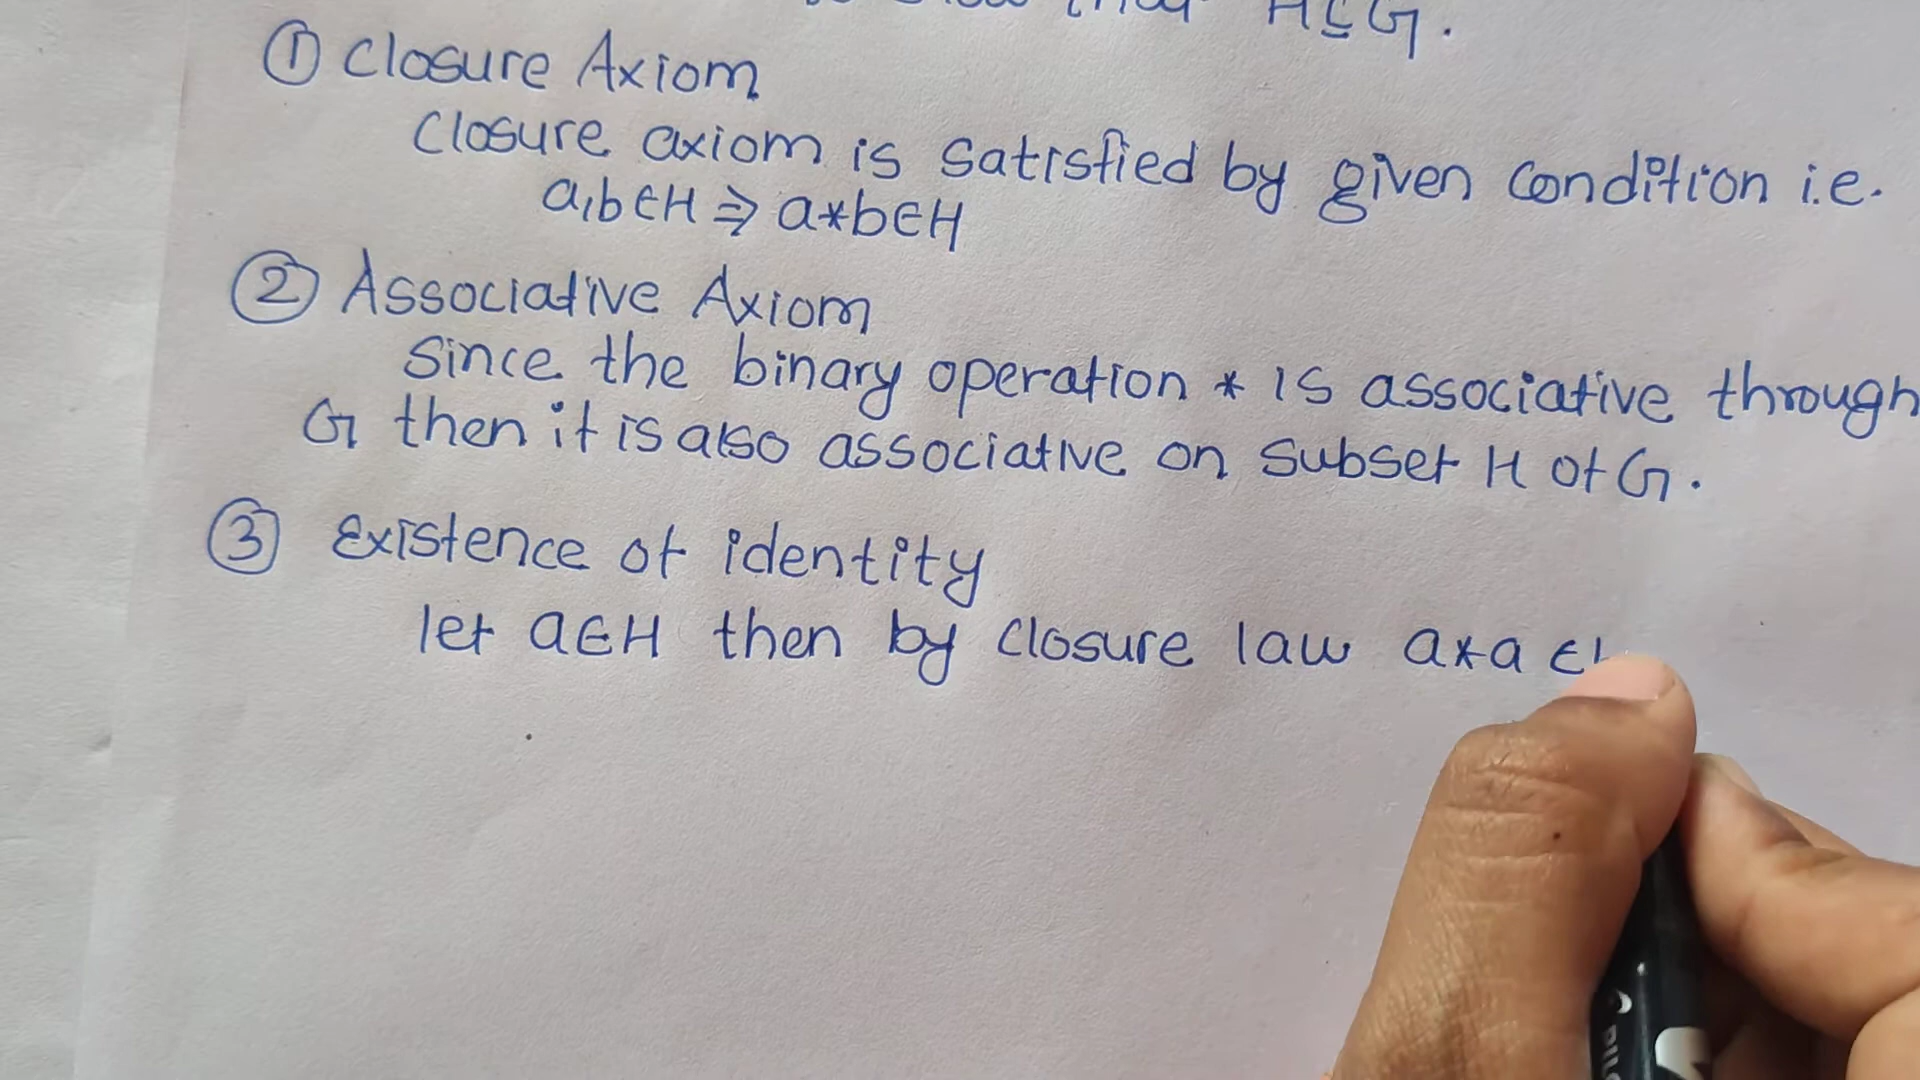 that H⊆G.
① Closure Axiom
Closure axiom is satisfied by given condition i.e.
a,b∈H ⇒ a*b∈H
② Associative Axiom
Since the binary operation * is associative through
G then it is also associative on subset H of G.
③ Existence of identity
let a∈H then by closure law a*a ∈